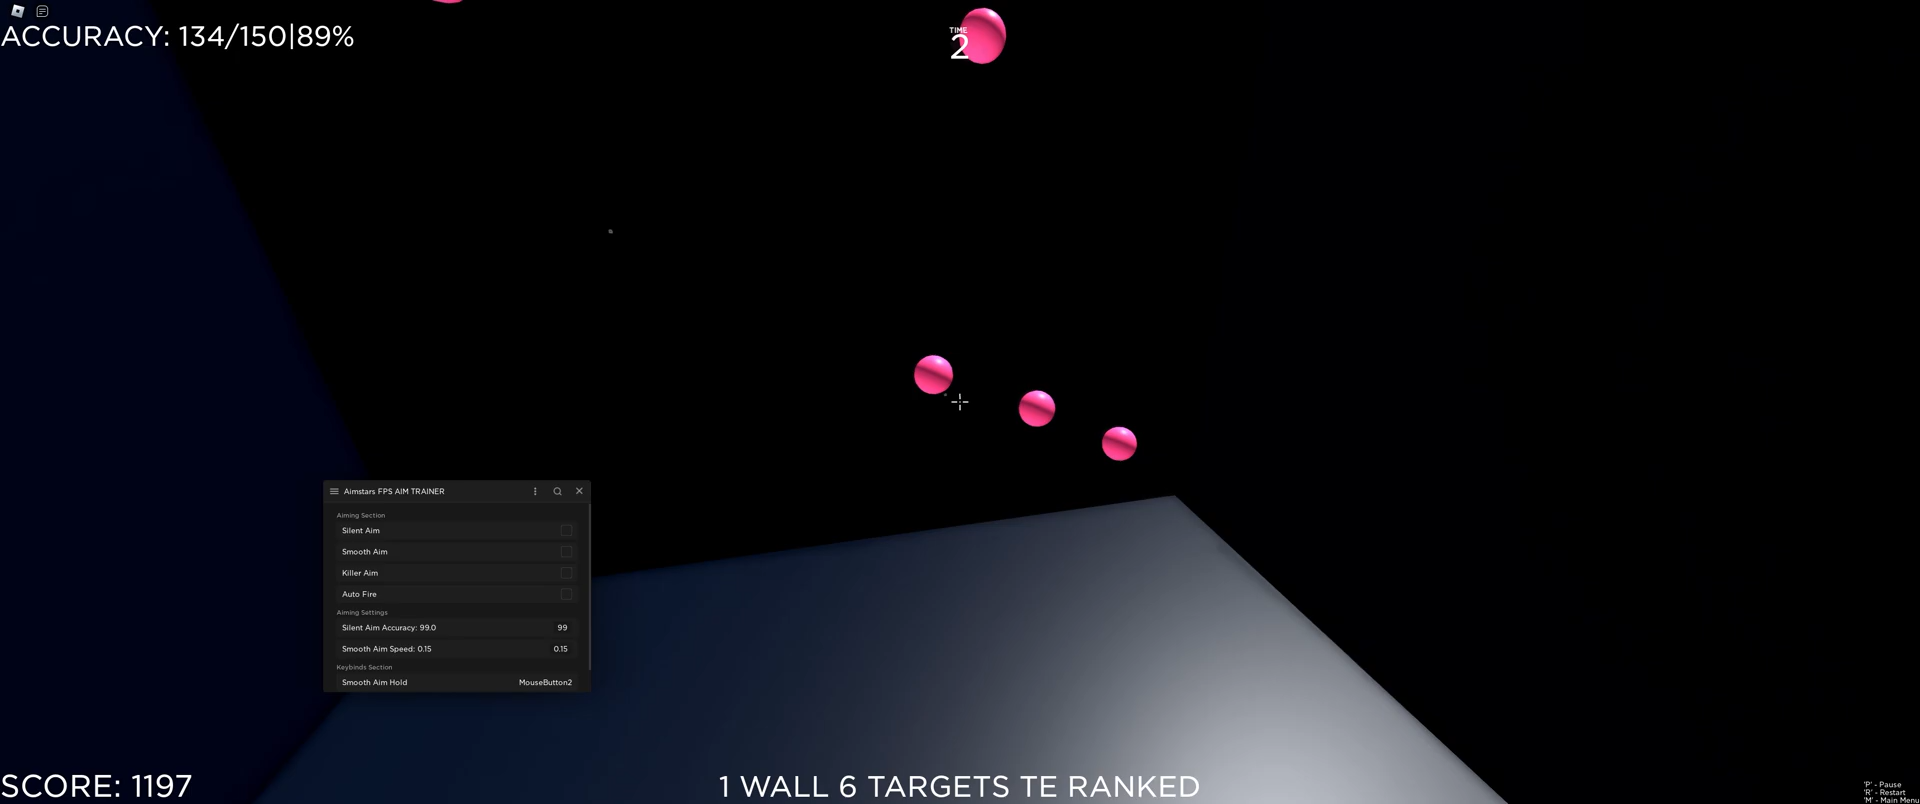 ACCURACY: 134/150|89%
TIME
2
Aimstars FPS AIM TRAINER
Aiming Section
Silent Aim
Smooth Aim
Killer Aim
Auto Fire
Aiming Settings
Silent Aim Accuracy: 99.0 99
Smooth Aim Speed: 0.15 0.15
Keybinds Section
Smooth Aim Hold MouseButton2
SCORE: 1197
1 WALL 6 TARGETS TE RANKED
'P' - Pause
'R' - Restart
'M' - Main Menu